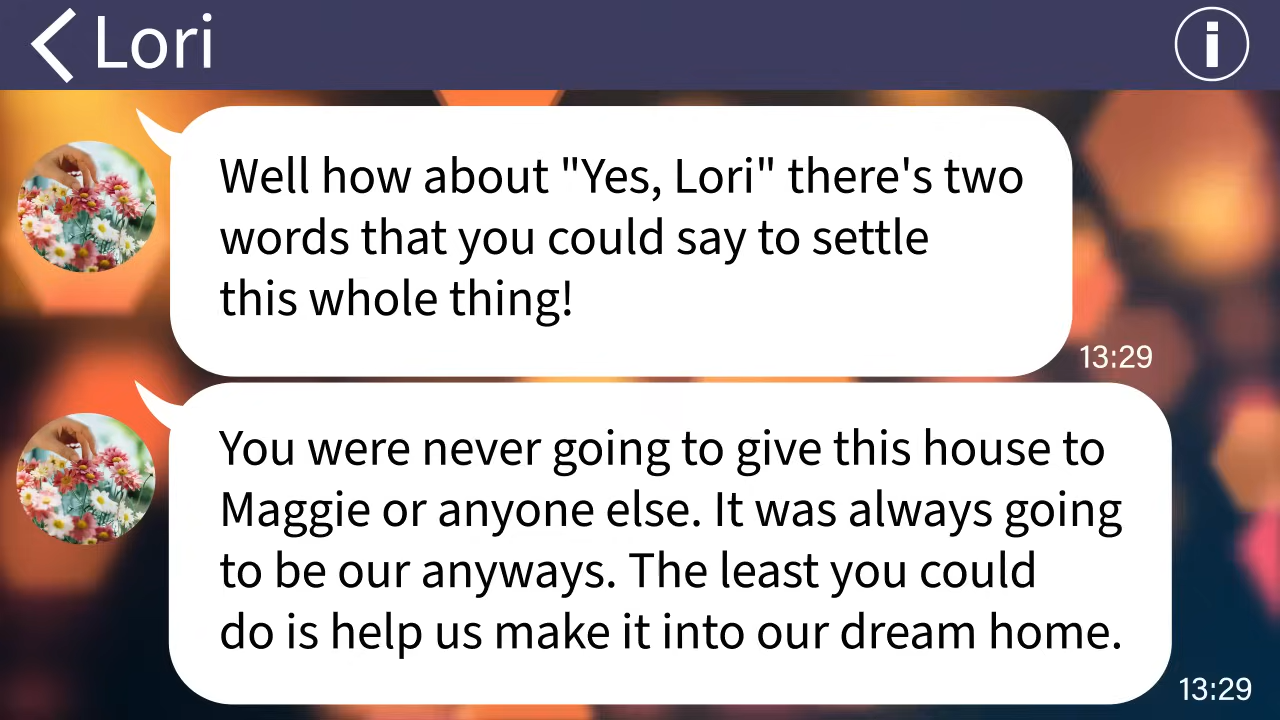 Lori
Well how about "Yes, Lori" there's two
words that you could say to settle
this whole thing!
13:29
You were never going to give this house to
Maggie or anyone else. It was always going
to be our anyways. The least you could
do is help us make it into our dream home.
13:29